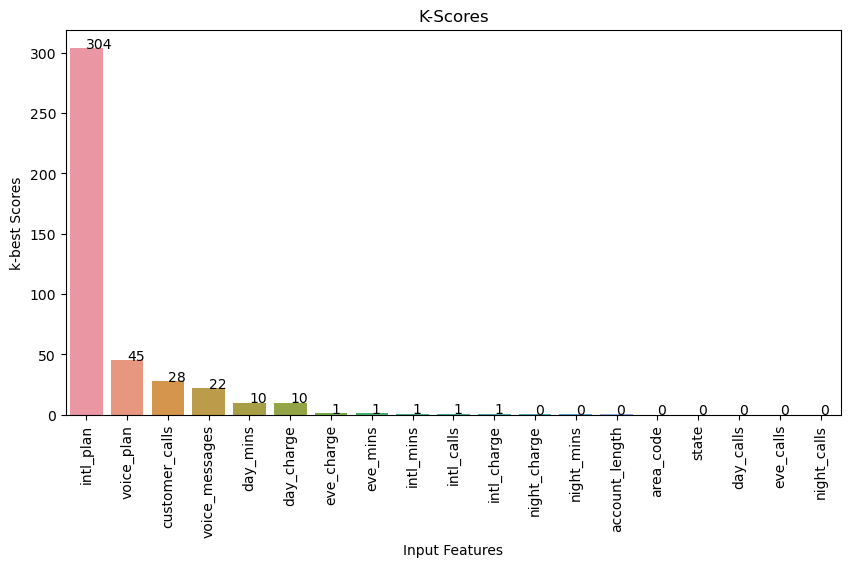 K-Scores
k-best Scores
300
250
200
150
100
50
0
304
45
28
22
10
10
1
1
1
1
1
0
0
0
0
0
0
0
0
intl_plan
voice_plan
customer_calls
voice_messages
day_mins
day_charge
eve_charge
eve_mins
intl_mins
intl_calls
intl_charge
night_charge
night_mins
account_length
area_code
state
day_calls
eve_calls
night_calls
Input Features